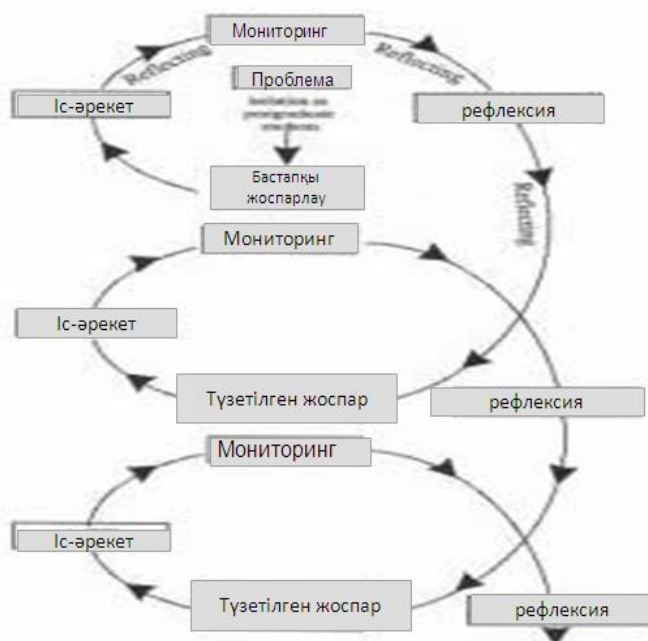 Мониторинг
Reflecting
Reflecting
Проблема
Іс-әрекет
рефлексия
Бастапқы
жоспарлау
Reflecting
Мониторинг
Іс-әрекет
Түзетілген жоспар
рефлексия
Мониторинг
Іс-әрекет
Түзетілген жоспар
рефлексия